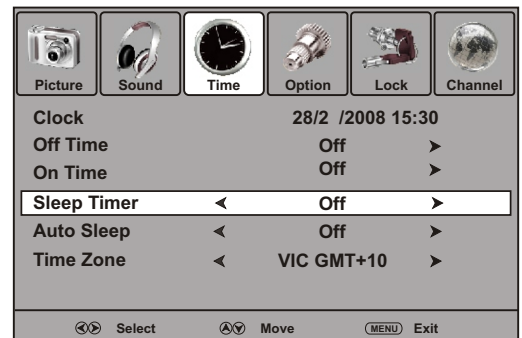 Picture Sound Time Option Lock Channel
Clock 28/2 /2008 15:30
Off Time Off
On Time Off
Sleep Timer Off
Auto Sleep Off
Time Zone VIC GMT+10
Select Move MENU Exit